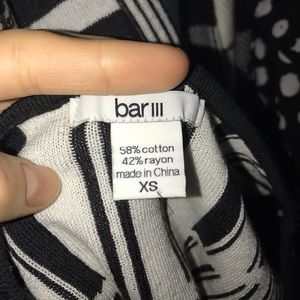 bar III
58% cotton
42% rayon
made in China
XS